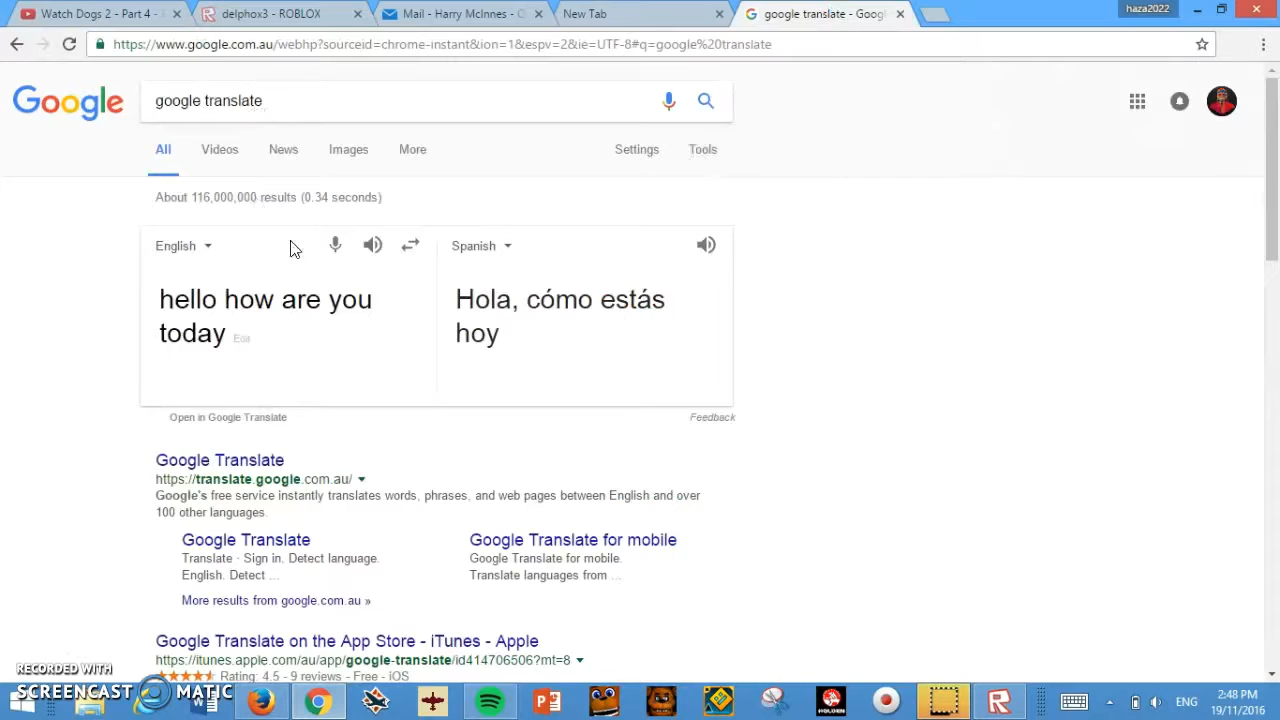 Watch Dogs 2 - Part 4 -
delphox3 - ROBLOX
Mail - Harry McInnes - O
New Tab
google translate - Googl
haza2022
https://www.google.com.au/webhp?sourceid=chrome-instant&ion=1&espv=2&ie=UTF-8#q=google%20translate
Google
google translate
All
Videos
News
Images
More
Settings
Tools
About 116,000,000 results (0.34 seconds)
English
Spanish
hello how are you
today
Hola, cómo estás
hoy
Open in Google Translate
Feedback
Google Translate
https://translate.google.com.au/
Google's free service instantly translates words, phrases, and web pages between English and over
100 other languages.
Google Translate
Translate · Sign in. Detect language.
English. Detect ...
Google Translate for mobile
Google Translate for mobile.
Translate languages from ...
More results from google.com.au »
Google Translate on the App Store - iTunes - Apple
https://itunes.apple.com/au/app/google-translate/id414706506?mt=8
Rating: 4.5 - 9 reviews - Free - iOS
RECORDED WITH
SCREENCAST MATIC
HOLDEN
ENG
2:48 PM
19/11/2016